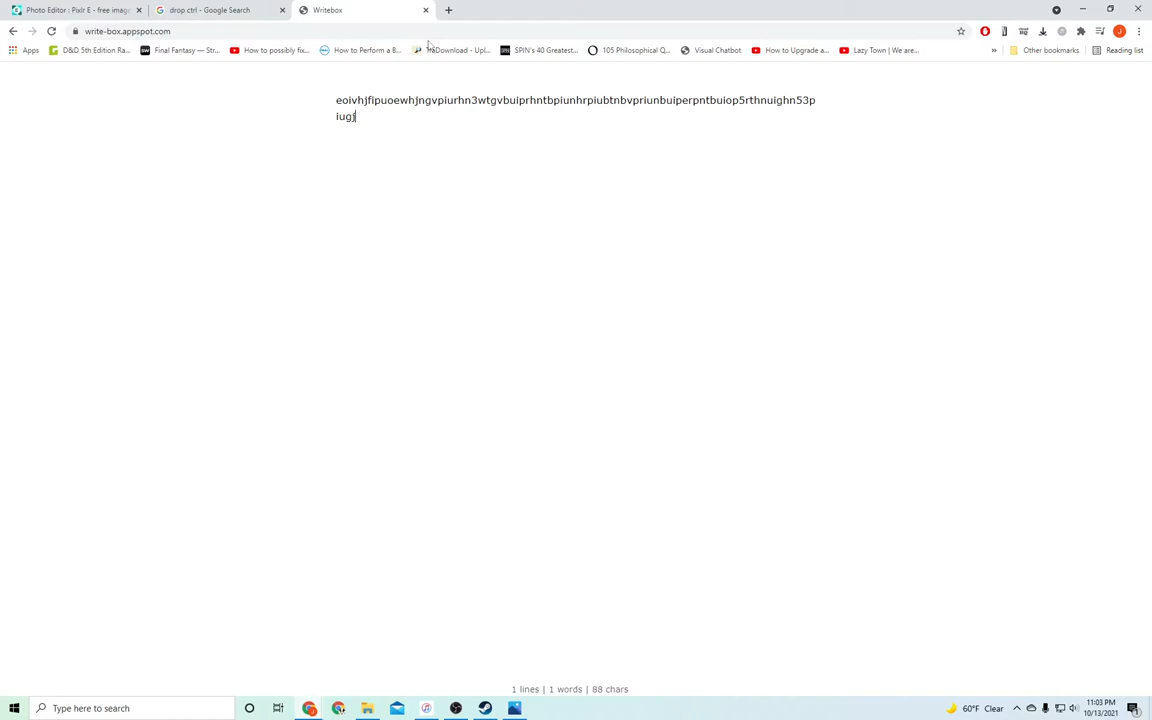 Photo Editor : Pixlr E - free imag
drop ctrl - Google Search
Writebox
write-box.appspot.com
Apps
D&D 5th Edition Ra...
Final Fantasy — Str...
How to possibly fix...
How to Perform a B...
Download - Upl...
SPIN's 40 Greatest...
105 Philosophical Q...
Visual Chatbot
How to Upgrade a...
Lazy Town | We are...
»
Other bookmarks
Reading list
eoivhjfipuoewhjngvpiurhn3wtgvbuiprhntbpiunhrpiubtnbvpriunbuiperpntbuiop5rthnuighn53p
iugj
1 lines | 1 words | 88 chars
Type here to search
60°F Clear
11:03 PM
10/13/2021